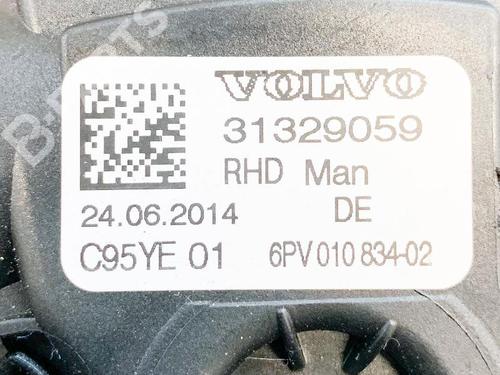 VOLVO
31329059
RHD Man
24.06.2014 DE
C95YE 01 6PV 010 834-02